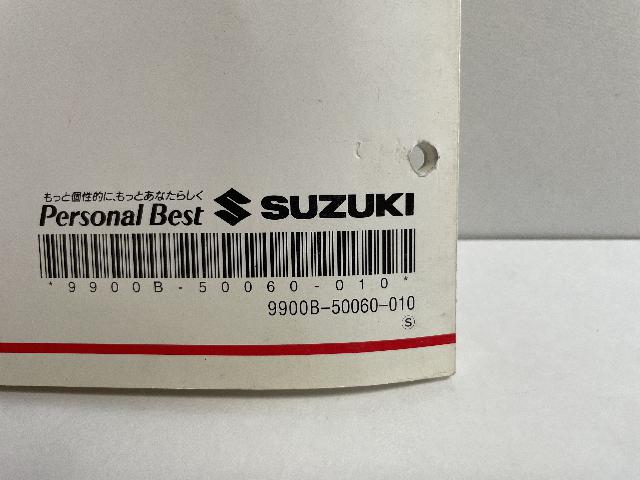 もっと個性的に、もっとあなたらしく
Personal Best SUZUKI
*9900B-50060-010*
9900B-50060-010
Ⓢ